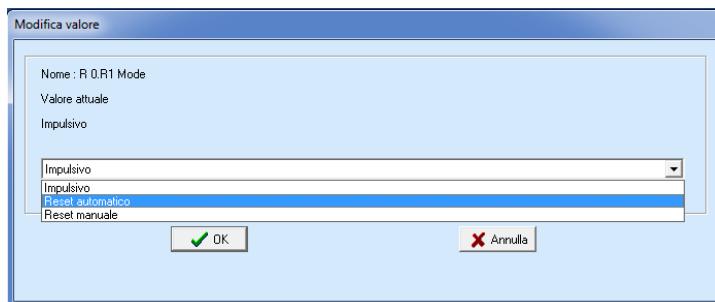 Modifica valore
Nome : R 0.R1 Mode
Valore attuale
Impulsivo
Impulsivo
Impulsivo
Reset automatico
Reset manuale
OK
Annulla